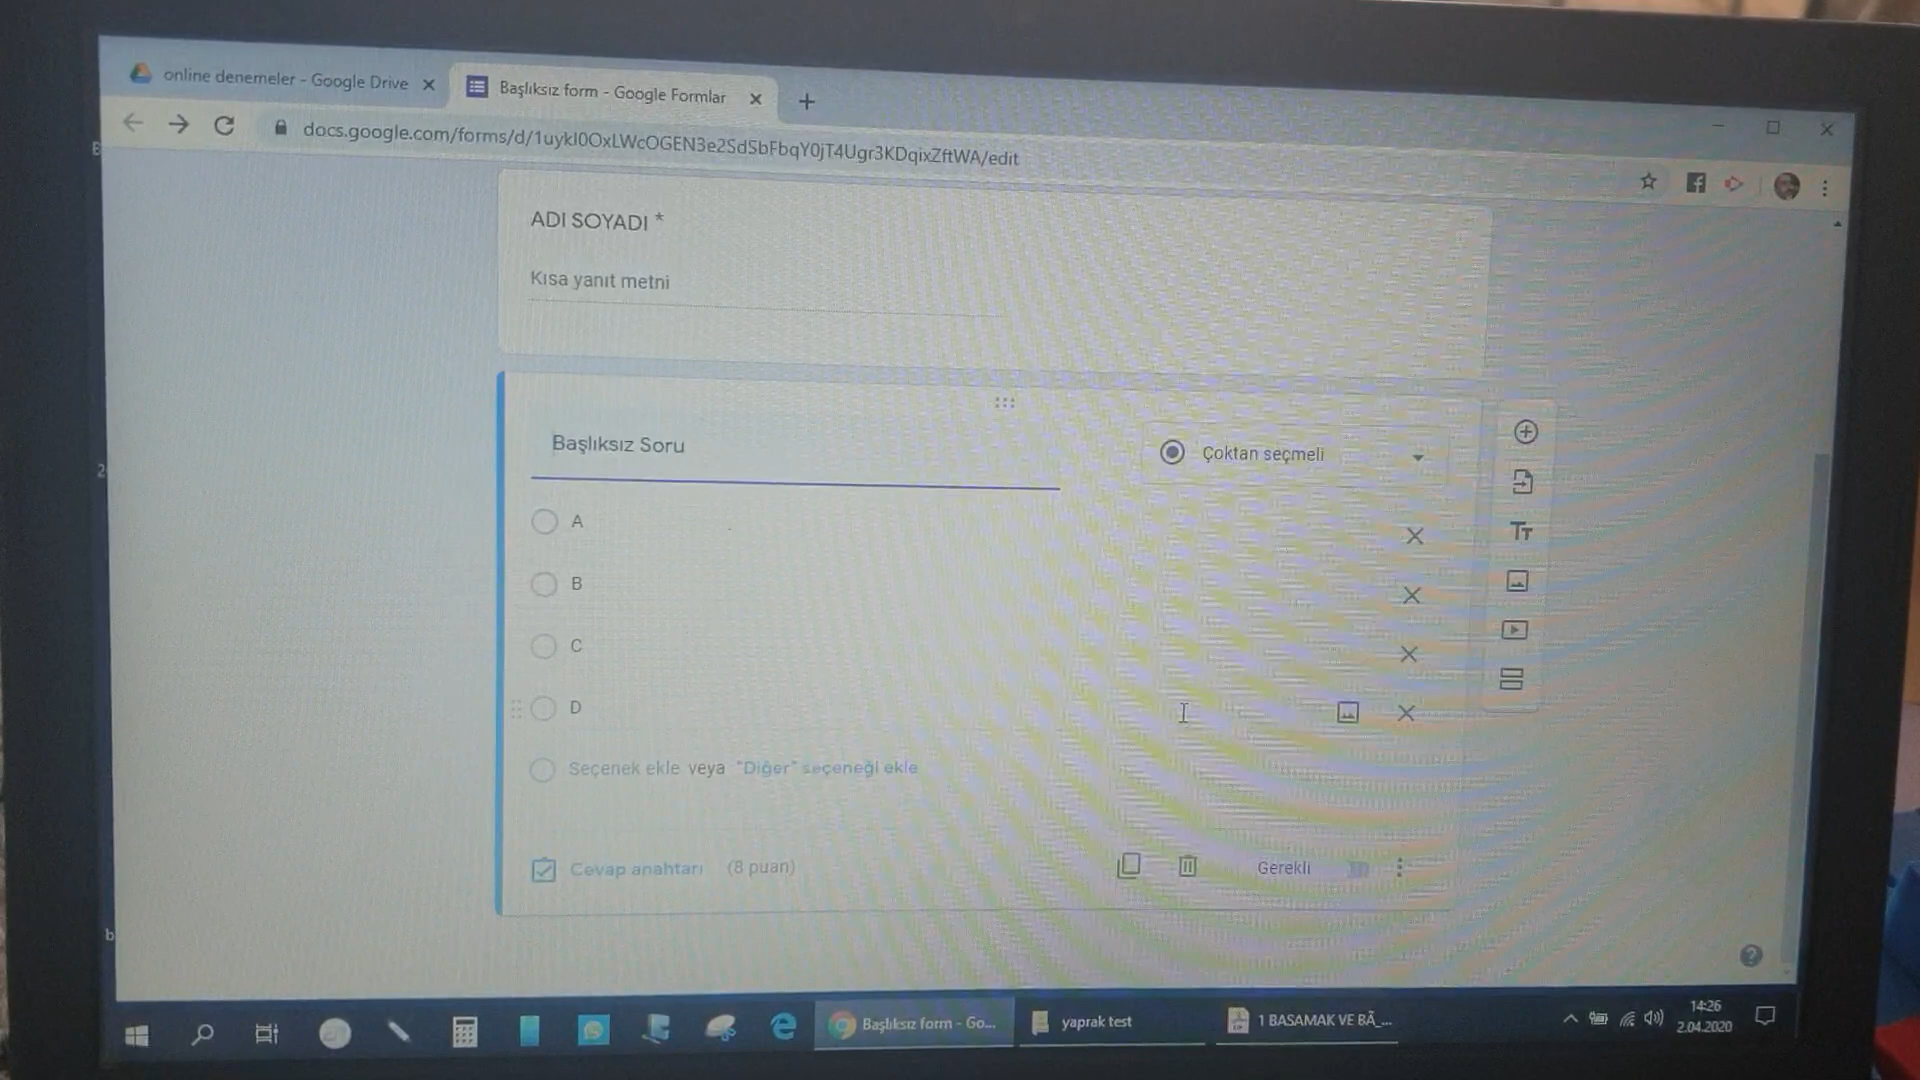 online denemeler - Google Drive
Başlıksız form - Google Formlar
docs.google.com/forms/d/1uykI0OxLWcOGEN3e2SdSbFbqY0jT4Ugr3KDqixZftWA/edit
ADI SOYADI *
Kısa yanıt metni
Başlıksız Soru
Çoktan seçmeli
A
B
C
D
Seçenek ekle veya "Diğer" seçeneği ekle
Cevap anahtarı (8 puan)
Gerekli
Başlıksız form - Go...
yaprak test
1 BASAMAK VE BÃ_...
14:26
2.04.2020